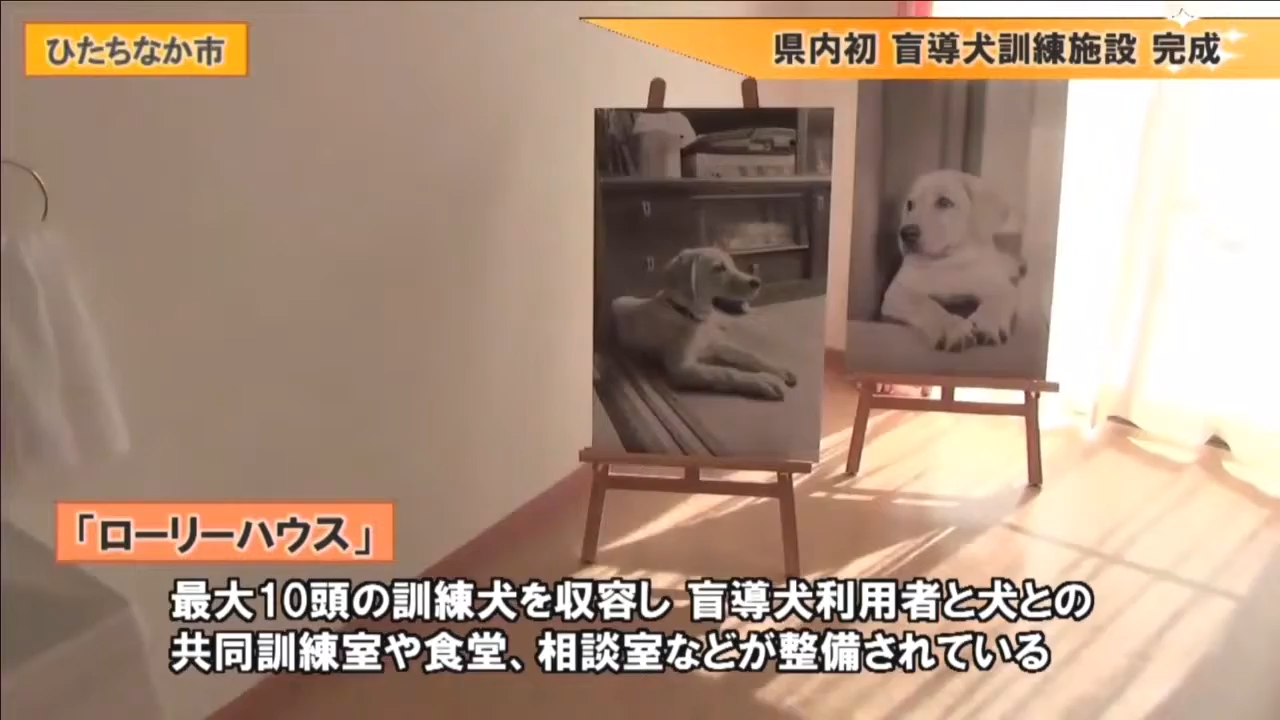 ひたちなか市
県内初 盲導犬訓練施設 完成
「ローリーハウス」
最大10頭の訓練犬を収容し 盲導犬利用者と犬との
共同訓練室や食堂、相談室などが整備されている